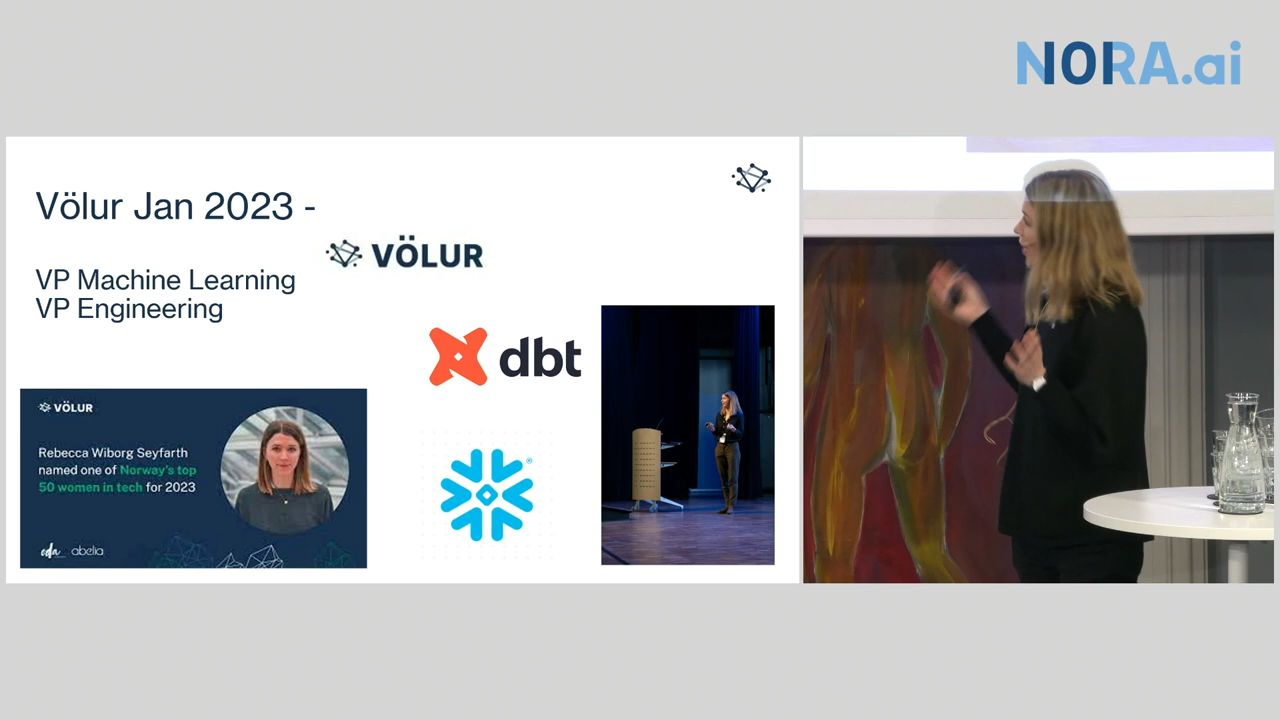 NORA.ai
Völur Jan 2023 -
VÖLUR
VP Machine Learning
VP Engineering
dbt
®
VÖLUR
Rebecca Wiborg Seyfarth
named one of Norway's top
50 women in tech for 2023
oda
abelia